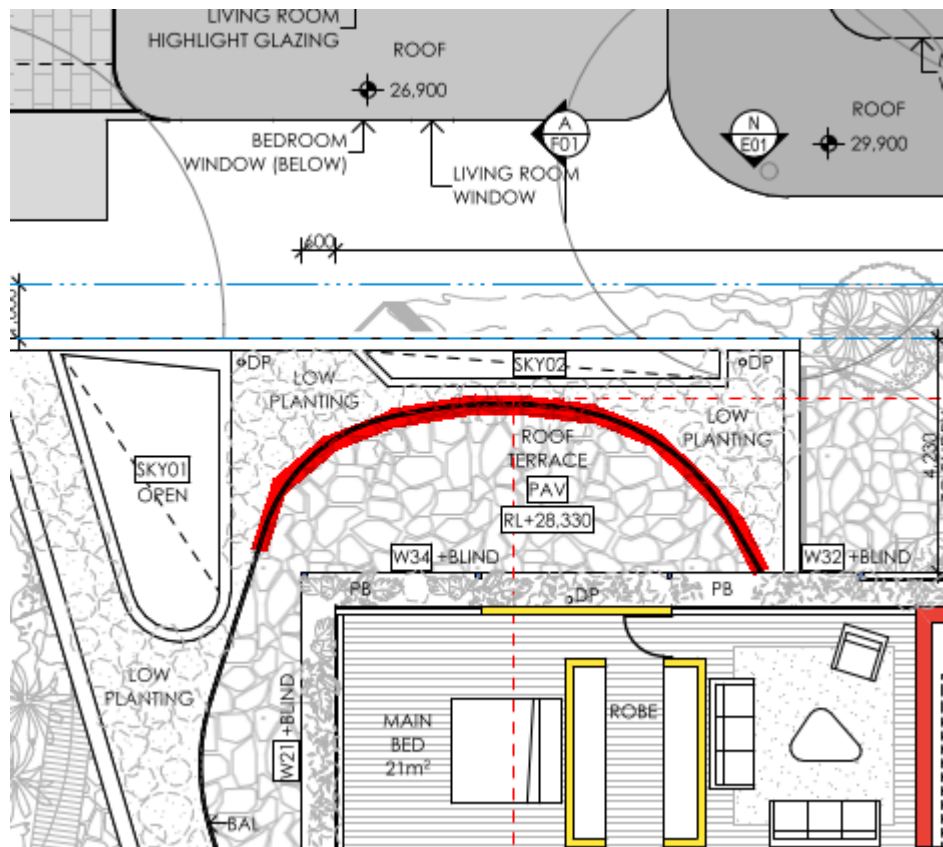 LIVING ROOM
HIGHLIGHT GLAZING
ROOF
26,900
ROOF
29,900
A
F01
N
E01
BEDROOM
WINDOW (BELOW)
LIVING ROOM
WINDOW
600
DP
LOW
PLANTING
SKY02
DP
LOW
PLANTING
SKY01
OPEN
ROOF
TERRACE
PAV
RL+28,330
4,230
W34 +BLIND
W32 +BLIND
PB
DP
PB
LOW
PLANTING
W21 +BLIND
MAIN
BED
21m²
ROBE
BAL